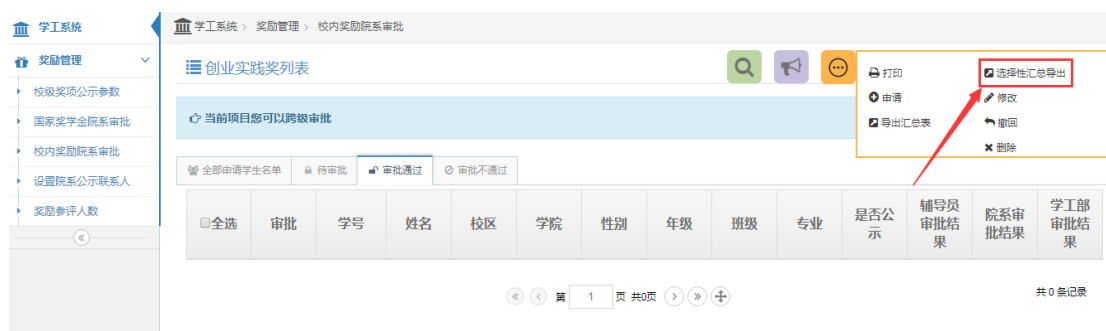 学工系统
学工系统 > 奖励管理 > 校内奖励院系审批
奖励管理
校级奖项公示参数
国家奖学金院系审批
校内奖励院系审批
设置院系公示联系人
奖励参评人数
创业实践奖列表
打印
选择性汇总导出
申请
修改
导出汇总表
撤回
删除
当前项目您可以跨级审批
全部申请学生名单 待审批 审批通过 审批不通过
全选 审批 学号 姓名 校区 学院 性别 年级 班级 专业 是否公示 辅导员审批结果 院系审批结果 学工部审批结果
第 1 页 共0页
共 0 条记录